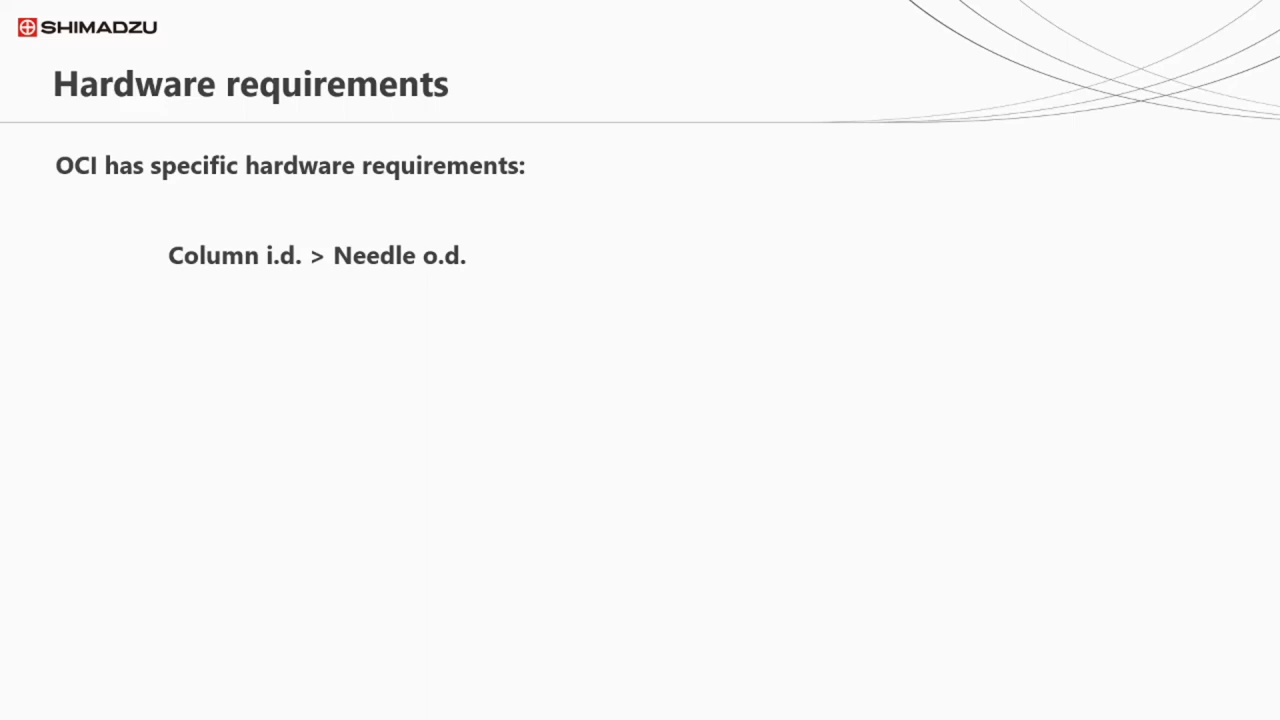 SHIMADZU
Hardware requirements
OCI has specific hardware requirements:
Column i.d. > Needle o.d.